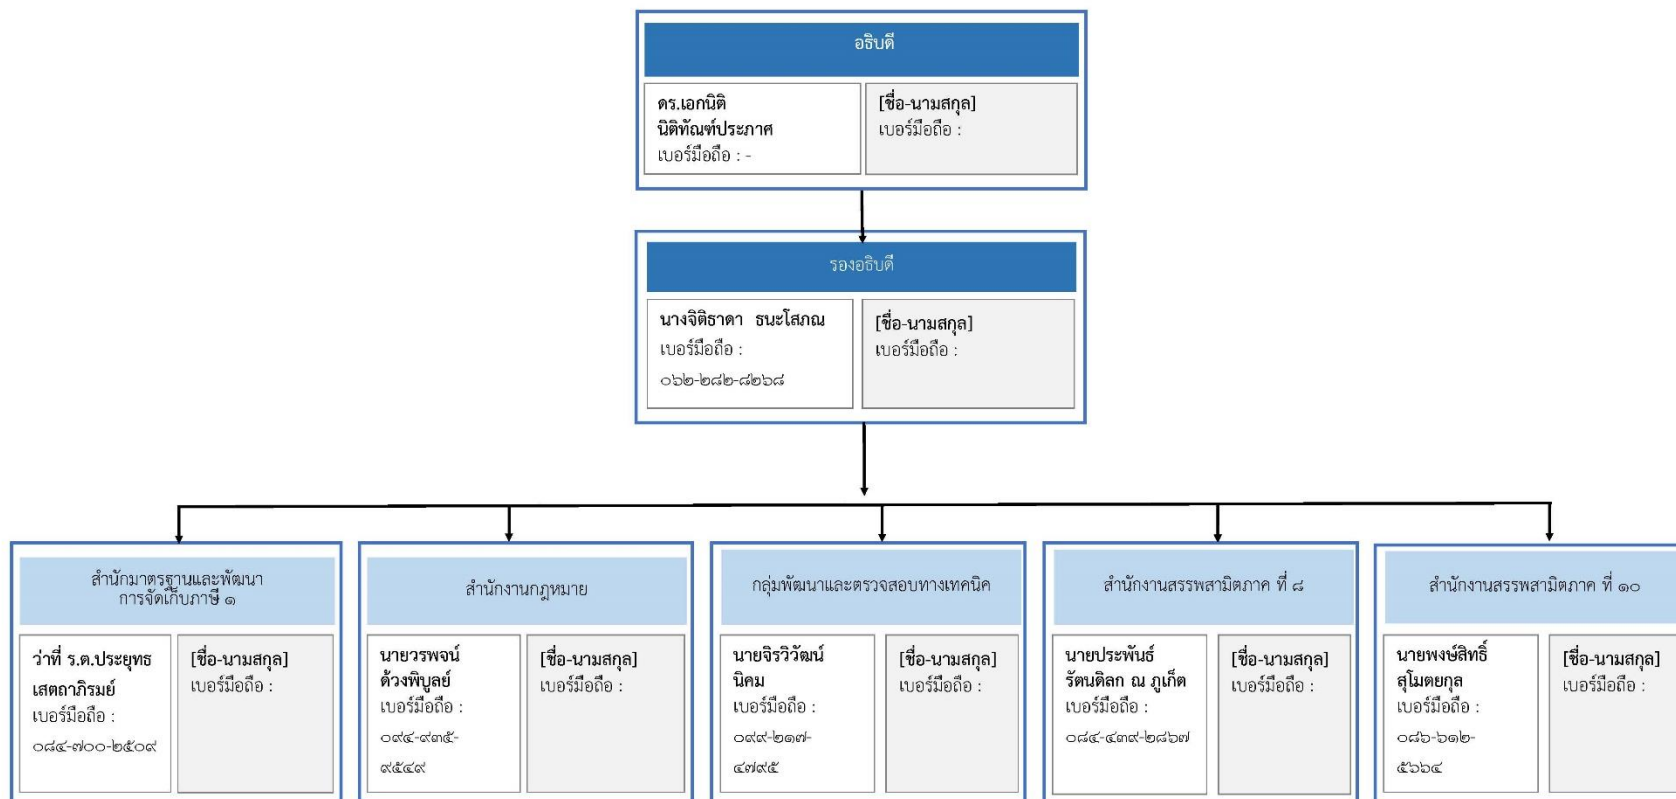 อธิบดี
ดร.เอกนิติ
นิติทัณฑ์ประภาศ
เบอร์มือถือ : -
[ชื่อ-นามสกุล]
เบอร์มือถือ :
รองอธิบดี
นางจิติธาดา ธนะโสภณ
เบอร์มือถือ :
๐๖๒-๒๘๒-๘๒๖๘
[ชื่อ-นามสกุล]
เบอร์มือถือ :
สำนักมาตรฐานและพัฒนา
การจัดเก็บภาษี ๑
ว่าที่ ร.ต.ประยุทธ
เสตถาภิรมย์
เบอร์มือถือ :
๐๘๔-๗๐๐-๒๕๐๙
[ชื่อ-นามสกุล]
เบอร์มือถือ :
สำนักงานกฎหมาย
นายวรพจน์
ด้วงพิบูลย์
เบอร์มือถือ :
๐๙๔-๙๓๕-
๙๕๔๙
[ชื่อ-นามสกุล]
เบอร์มือถือ :
กลุ่มพัฒนาและตรวจสอบทางเทคนิค
นายจิรวิวัฒน์
นิคม
เบอร์มือถือ :
๐๙๙-๒๑๗-
๔๗๙๕
[ชื่อ-นามสกุล]
เบอร์มือถือ :
สำนักงานสรรพสามิตภาค ที่ ๘
นายประพันธ์
รัตนดิลก ณ ภูเก็ต
เบอร์มือถือ :
๐๘๔-๔๓๙-๒๘๖๗
[ชื่อ-นามสกุล]
เบอร์มือถือ :
สำนักงานสรรพสามิตภาค ที่ ๑๐
นายพงษ์สิทธิ์
สุโมตยกุล
เบอร์มือถือ :
๐๘๖-๖๑๒-
๕๖๖๔
[ชื่อ-นามสกุล]
เบอร์มือถือ :